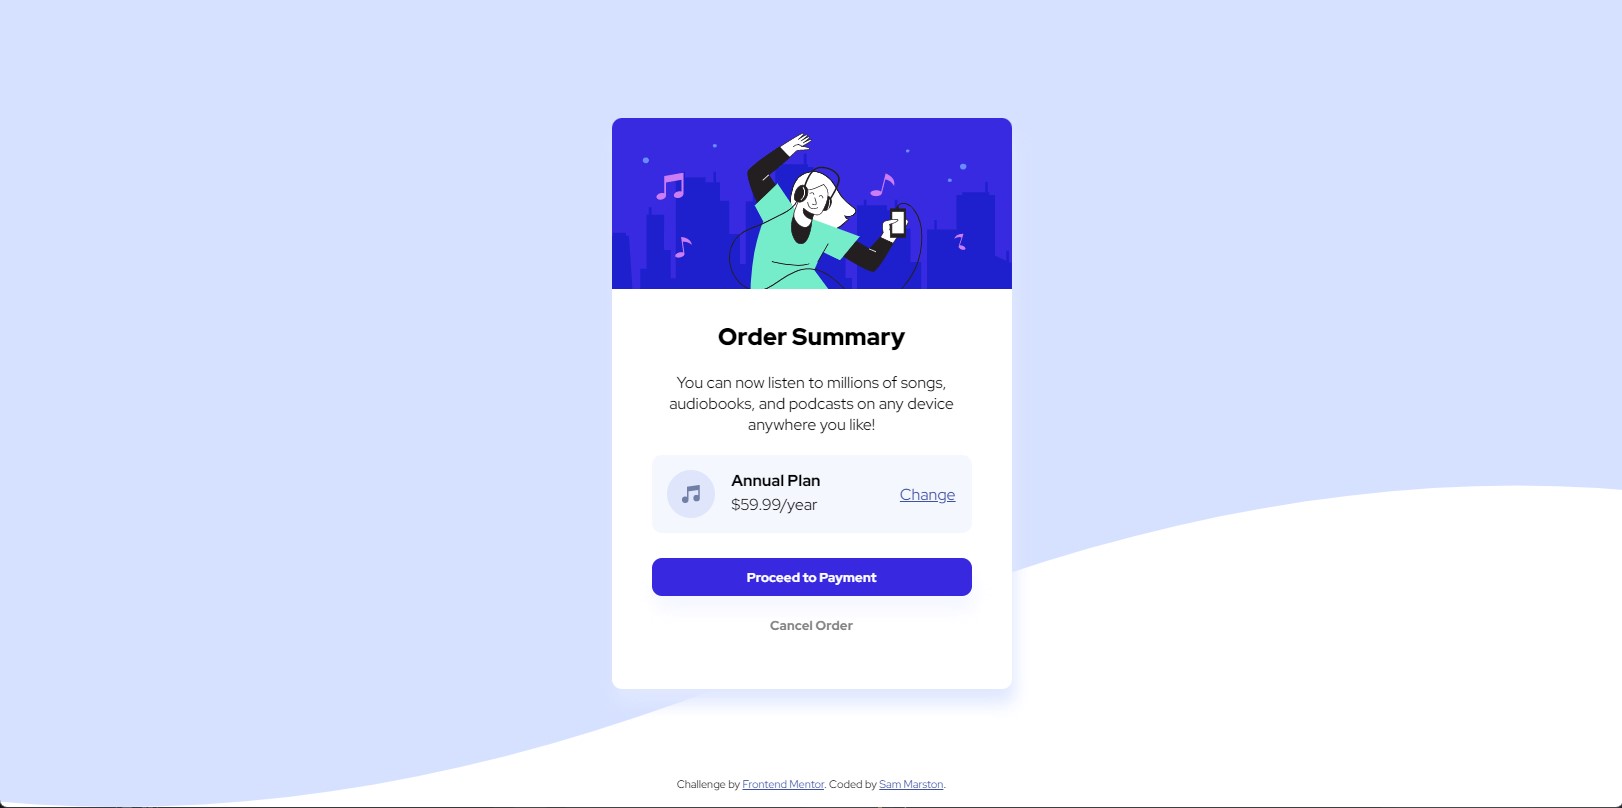 Order Summary
You can now listen to millions of songs,
audiobooks, and podcasts on any device
anywhere you like!
Annual Plan
$59.99/year
Change
Proceed to Payment
Cancel Order
Challenge by Frontend Mentor. Coded by Sam Marston.